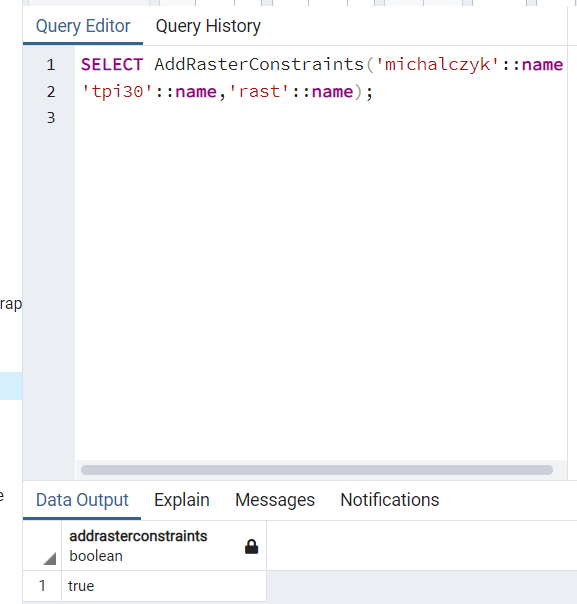 Query Editor Query History
1 SELECT AddRasterConstraints('michalczyk'::name
2 'tpi30'::name,'rast'::name);
3
rap
e
Data Output Explain Messages Notifications
addrasterconstraints
boolean
1 true